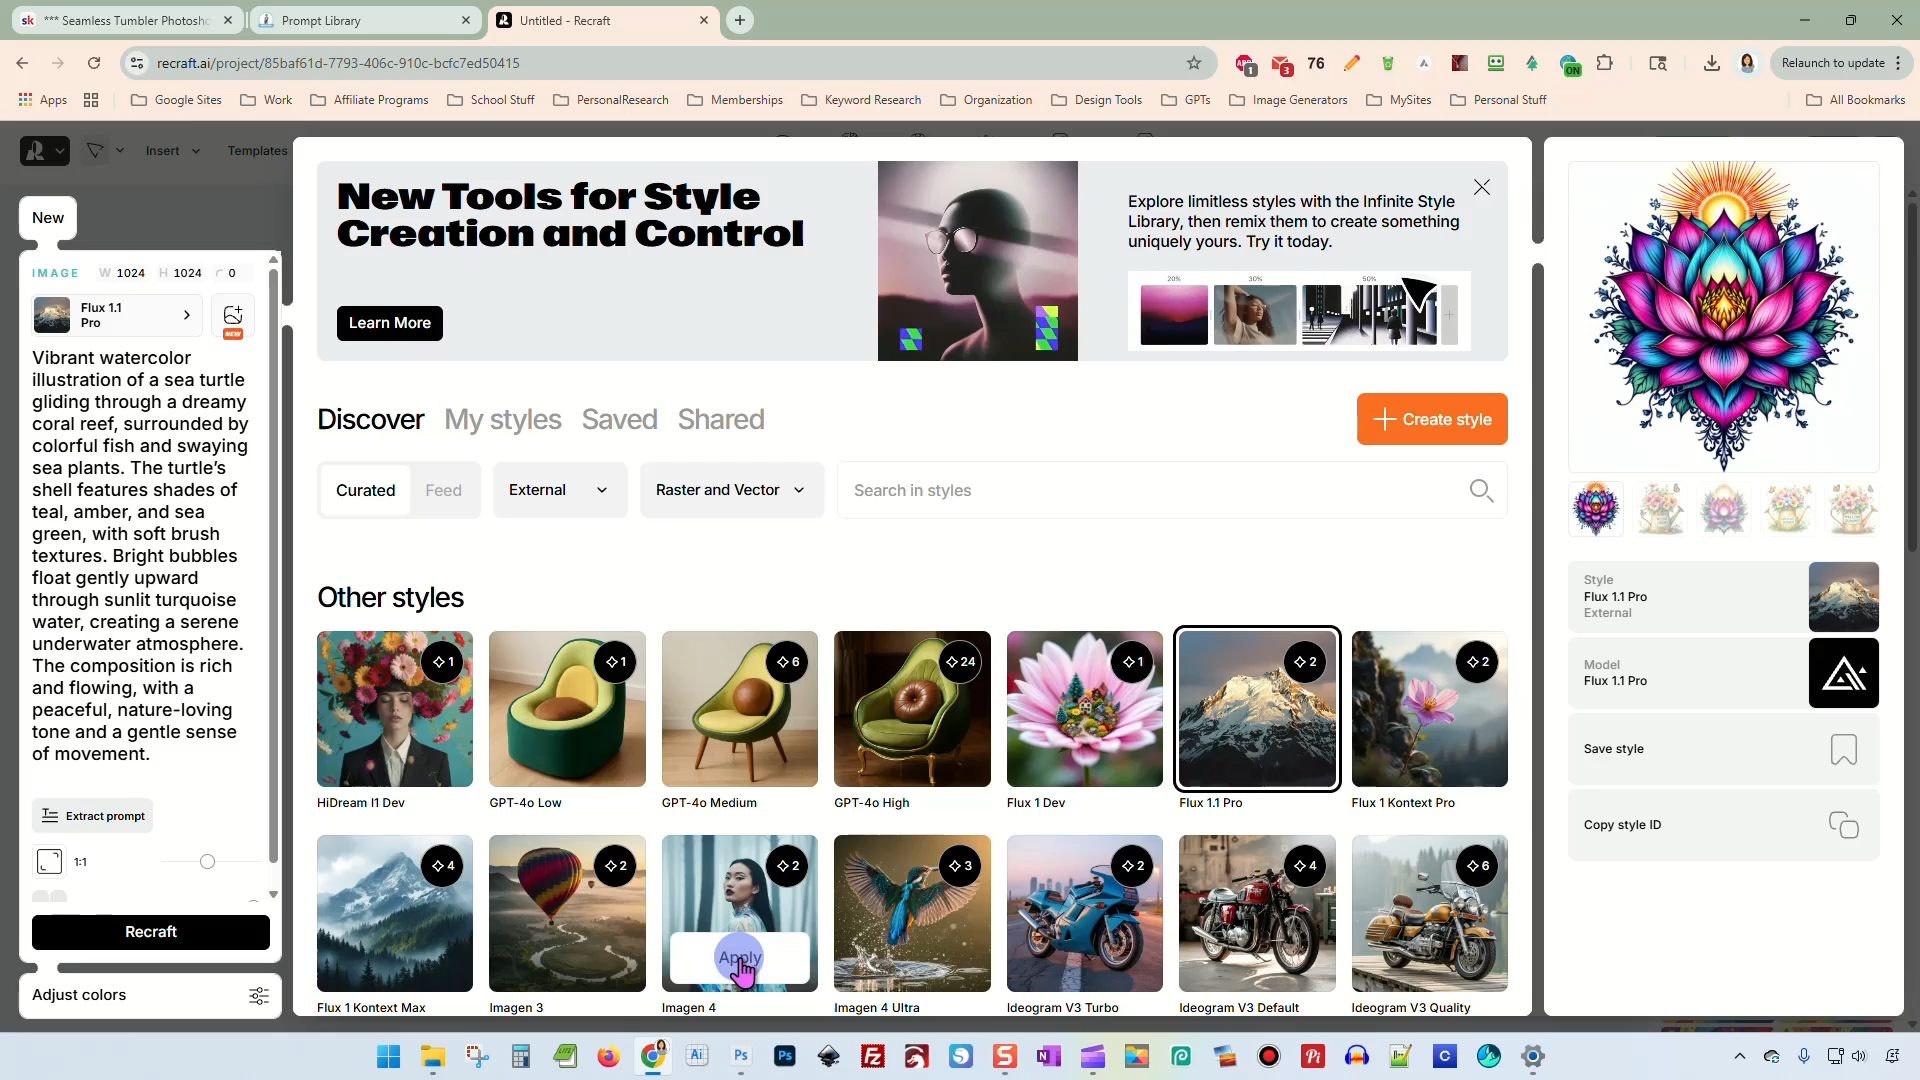 *** Seamless Tumbler Photosho
Prompt Library
Untitled - Recraft
recraft.ai/project/85baf61d-7793-406c-910c-bcfc7ed50415
1
3
76
ON
Relaunch to update
Apps
Google Sites
Work
Affiliate Programs
School Stuff
PersonalResearch
Memberships
Keyword Research
Organization
Design Tools
GPTs
Image Generators
MySites
Personal Stuff
All Bookmarks
Insert
Templates
New
IMAGE W 1024 H 1024 0
Flux 1.1
Pro
NEW
Vibrant watercolor
illustration of a sea turtle
gliding through a dreamy
coral reef, surrounded by
colorful fish and swaying
sea plants. The turtle’s
shell features shades of
teal, amber, and sea
green, with soft brush
textures. Bright bubbles
float gently upward
through sunlit turquoise
water, creating a serene
underwater atmosphere.
The composition is rich
and flowing, with a
peaceful, nature-loving
tone and a gentle sense
of movement.
Extract prompt
1:1
Recraft
Adjust colors
New Tools for Style
Creation and Control
Learn More
Explore limitless styles with the Infinite Style
Library, then remix them to create something
uniquely yours. Try it today.
20% 30% 50%
Discover My styles Saved Shared
Create style
Curated Feed
External
Raster and Vector
Search in styles
Other styles
1
1
6
24
1
2
2
HiDream I1 Dev
GPT-4o Low
GPT-4o Medium
GPT-4o High
Flux 1 Dev
Flux 1.1 Pro
Flux 1 Kontext Pro
4
2
2
3
2
4
6
Apply
Flux 1 Kontext Max
Imagen 3
Imagen 4
Imagen 4 Ultra
Ideogram V3 Turbo
Ideogram V3 Default
Ideogram V3 Quality
Style
Flux 1.1 Pro
External
Model
Flux 1.1 Pro
Save style
Copy style ID